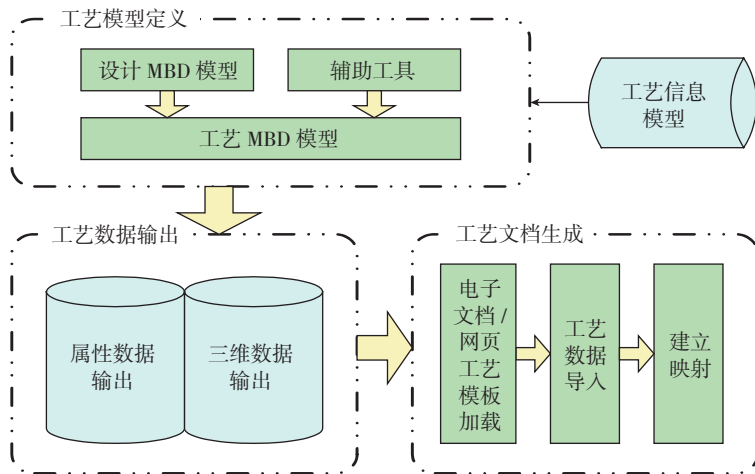 工艺模型定义
设计 MBD 模型
辅助工具
工艺 MBD 模型
工艺信息
模型
工艺数据输出
属性数据
输出
三维数据
输出
工艺文档生成
电子
文档 /
网页
工艺
模板
加载
工艺
数据
导入
建立
映射